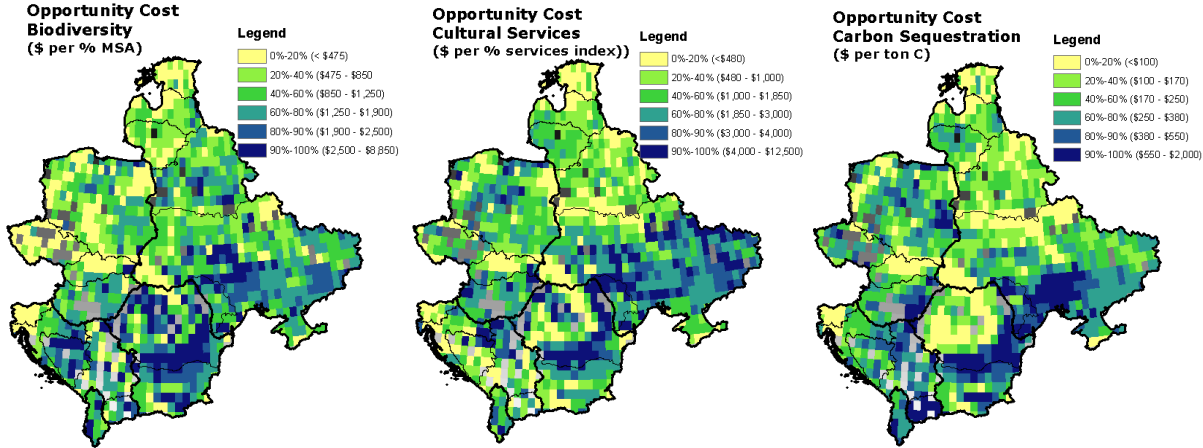 Opportunity Cost
Biodiversity
($ per % MSA)
Legend
0%-20% (< $475)
20%-40% ($475 - $850
40%-60% ($850 - $1,250)
60%-80% ($1,250 - $1,900)
80%-90% ($1,900 - $2,500)
90%-100% ($2,500 - $8,850)
Opportunity Cost
Cultural Services
($ per % services index))
Legend
0%-20% (<$480)
20%-40% ($480 - $1,000)
40%-60% ($1,000 - $1,850)
60%-80% ($1,850 - $3,000)
80%-90% ($3,000 - $4,000)
90%-100% ($4,000 - $12,500)
Opportunity Cost
Carbon Sequestration
($ per ton C)
Legend
0%-20% (<$100)
20%-40% ($100 - $170)
40%-60% ($170 - $250)
60%-80% ($250 - $380)
80%-90% ($380 - $550)
90%-100% ($550 - $2,000)